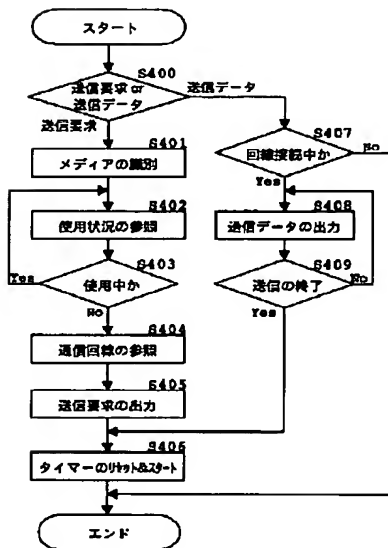 スタート
S400
送信要求 or
送信データ
送信データ
送信要求
S401
メディアの識別
S402
使用状況の参照
S403
使用中か
Yes
No
S404
通信回線の参照
S405
送信要求の出力
S406
タイマーのリセット&スタート
エンド
S407
回線接続中か
No
Yes
S408
送信データの出力
S409
送信の終了
No
Yes